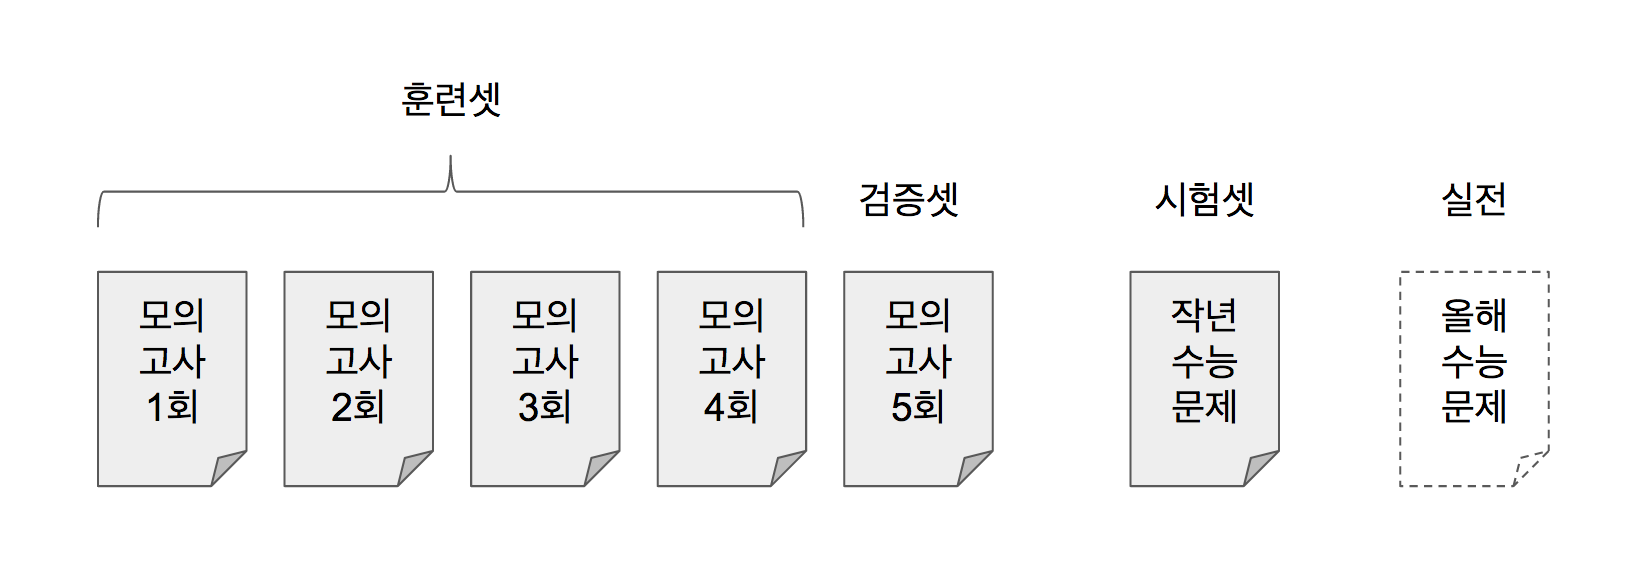 훈련셋
검증셋
시험셋
실전
모의
고사
1회
모의
고사
2회
모의
고사
3회
모의
고사
4회
모의
고사
5회
작년
수능
문제
올해
수능
문제